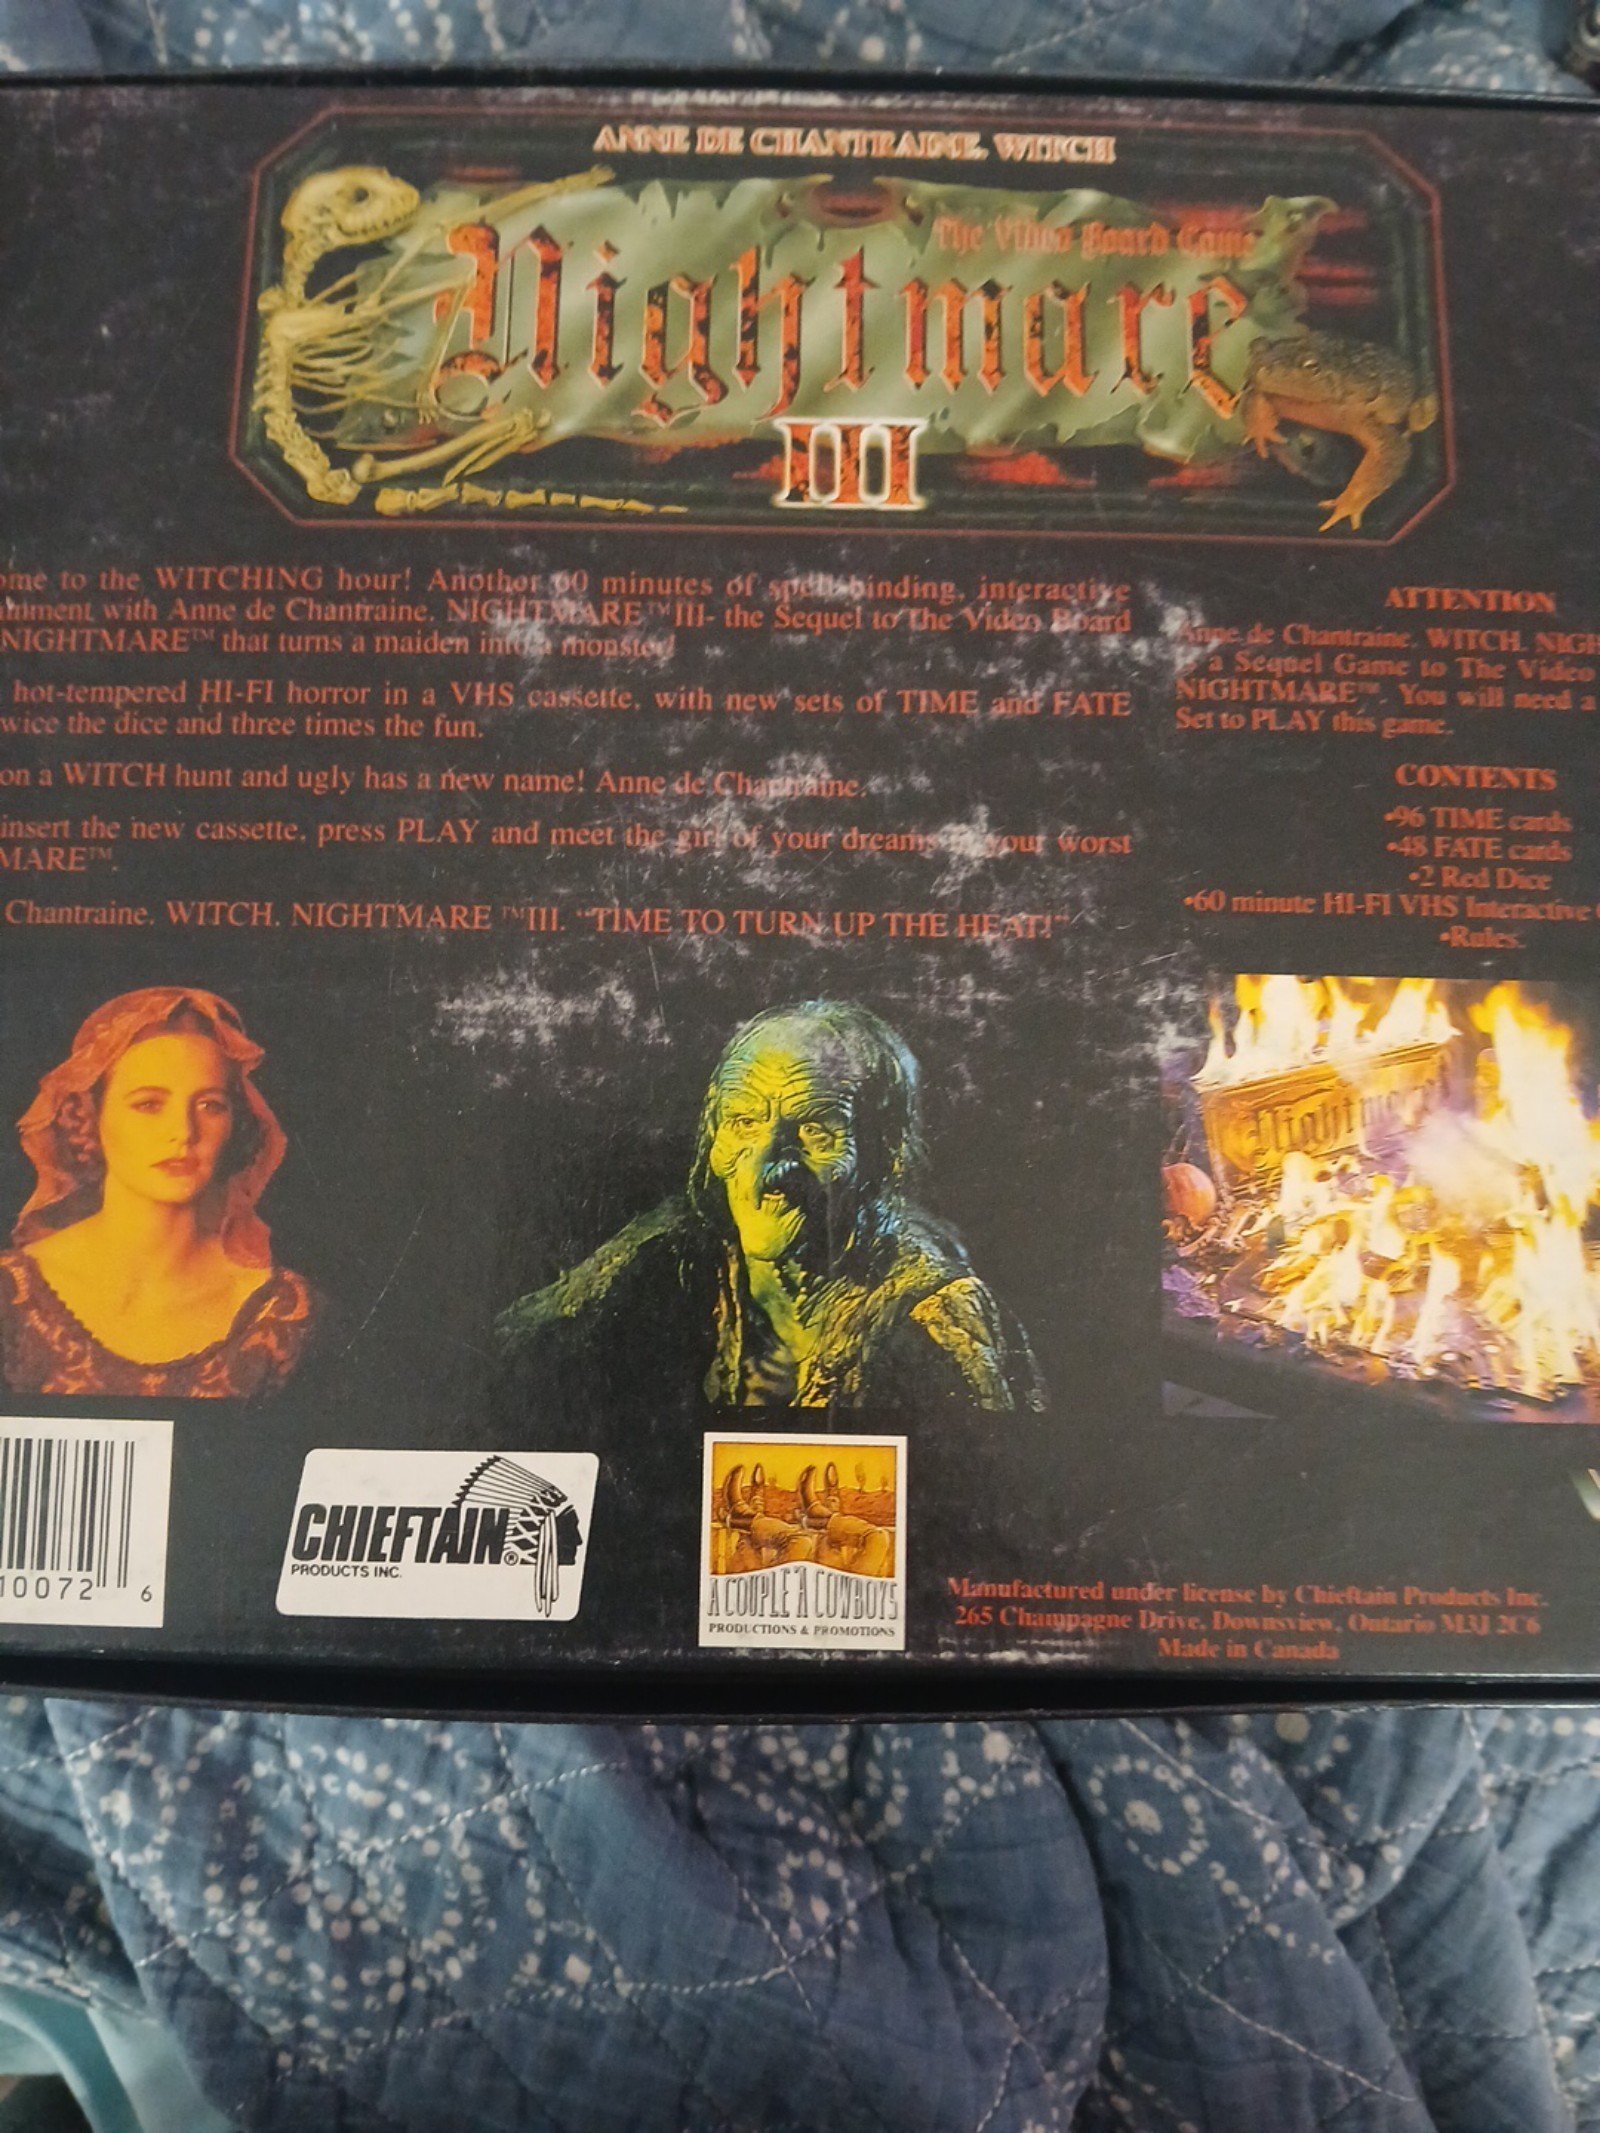 ANNE DE CHANTRAINE, WITCH
The Video Board Game
Nightmare
III
ome to the WITCHING hour! Another 60 minutes of spell-binding, interactive
ainment with Anne de Chantraine. NIGHTMARE™III- the Sequel to The Video Board
NIGHTMARE™ that turns a maiden into a monster!
hot-tempered HI-FI horror in a VHS cassette, with new sets of TIME and FATE
wice the dice and three times the fun.
on a WITCH hunt and ugly has a new name! Anne de Chantraine.
insert the new cassette, press PLAY and meet the girl of your dreams in your worst
MARE™.
Chantraine. WITCH. NIGHTMARE ™III. "TIME TO TURN UP THE HEAT!"
ATTENTION
Anne de Chantraine. WITCH. NIGH
a Sequel Game to The Video
NIGHTMARE™. You will need a
Set to PLAY this game.
CONTENTS
•96 TIME cards
•48 FATE cards
•2 Red Dice
•60 minute HI-FI VHS Interactive
•Rules.
Nightmare
10072 6
CHIEFTAIN®
PRODUCTS INC.
A COUPLE 'A COWBOYS
PRODUCTIONS & PROMOTIONS
Manufactured under license by Chieftain Products Inc.
265 Champagne Drive, Downsview, Ontario M3J 2C6
Made in Canada